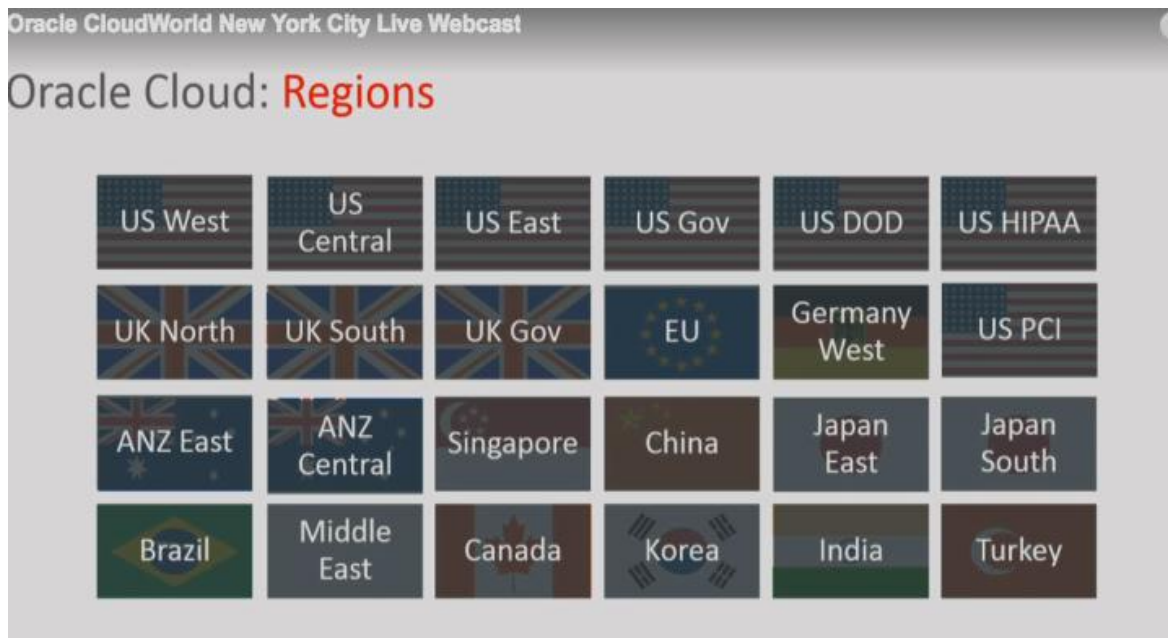 Oracle CloudWorld New York City Live Webcast
Oracle Cloud: Regions
US West
US
Central
US East
US Gov
US DOD
US HIPAA
UK North
UK South
UK Gov
EU
Germany
West
US PCI
ANZ East
ANZ
Central
Singapore
China
Japan
East
Japan
South
Brazil
Middle
East
Canada
Korea
India
Turkey